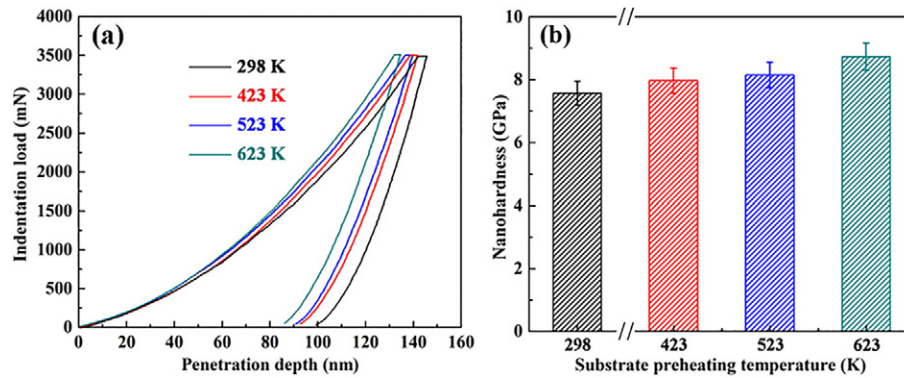 (a)
298 K
423 K
523 K
623 K
4000
3500
3000
2500
2000
1500
1000
500
0
Indentation load (mN)
0 20 40 60 80 100 120 140 160
Penetration depth (nm)
(b)
10
8
6
4
2
0
Nanohardness (GPa)
298 423 523 623
Substrate preheating temperature (K)